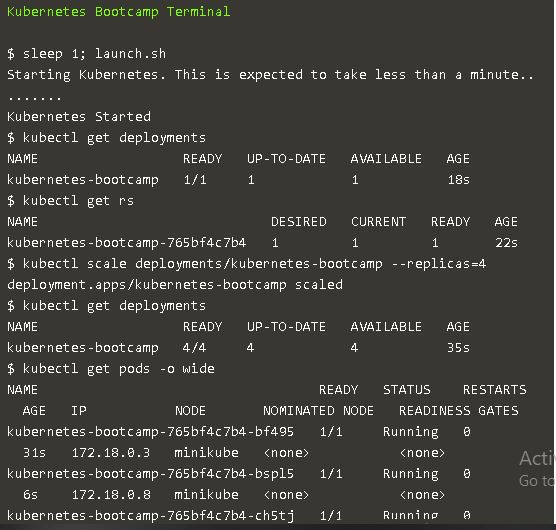 Kubernetes Bootcamp Terminal
$ sleep 1; launch.sh
Starting Kubernetes. This is expected to take less than a minute..
.......
Kubernetes Started
$ kubectl get deployments
NAME READY UP-TO-DATE AVAILABLE AGE
kubernetes-bootcamp 1/1 1 1 18s
$ kubectl get rs
NAME DESIRED CURRENT READY AGE
kubernetes-bootcamp-765bf4c7b4 1 1 1 22s
$ kubectl scale deployments/kubernetes-bootcamp --replicas=4
deployment.apps/kubernetes-bootcamp scaled
$ kubectl get deployments
NAME READY UP-TO-DATE AVAILABLE AGE
kubernetes-bootcamp 4/4 4 4 35s
$ kubectl get pods -o wide
NAME READY STATUS RESTARTS
AGE IP NODE NOMINATED NODE READINESS GATES
kubernetes-bootcamp-765bf4c7b4-bf495 1/1 Running 0
31s 172.18.0.3 minikube <none> <none>
kubernetes-bootcamp-765bf4c7b4-bspl5 1/1 Running 0
6s 172.18.0.8 minikube <none> <none>
kubernetes-bootcamp-765bf4c7b4-ch5tj 1/1 Running 0
Acti
Go to